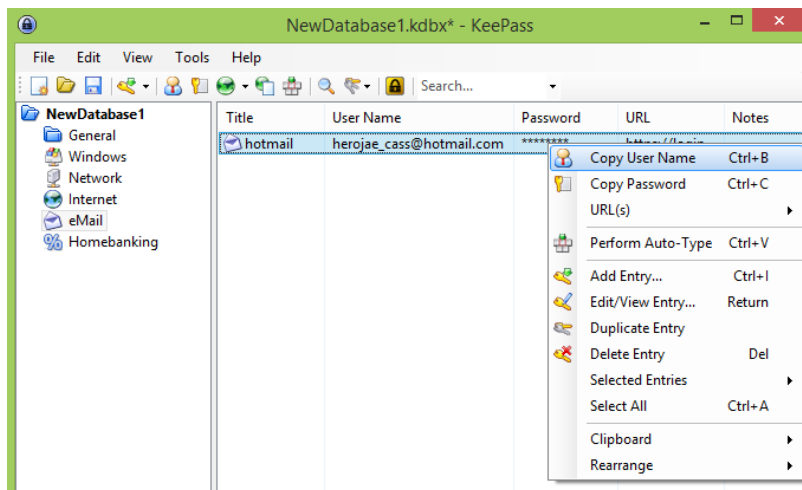 NewDatabase1.kdbx* - KeePass
File Edit View Tools Help
Search...
NewDatabase1
General
Windows
Network
Internet
eMail
Homebanking
Title User Name Password URL Notes
hotmail herojae_cass@hotmail.com ********
Copy User Name Ctrl+B
Copy Password Ctrl+C
URL(s)
Perform Auto-Type Ctrl+V
Add Entry... Ctrl+I
Edit/View Entry... Return
Duplicate Entry
Delete Entry Del
Selected Entries
Select All Ctrl+A
Clipboard
Rearrange